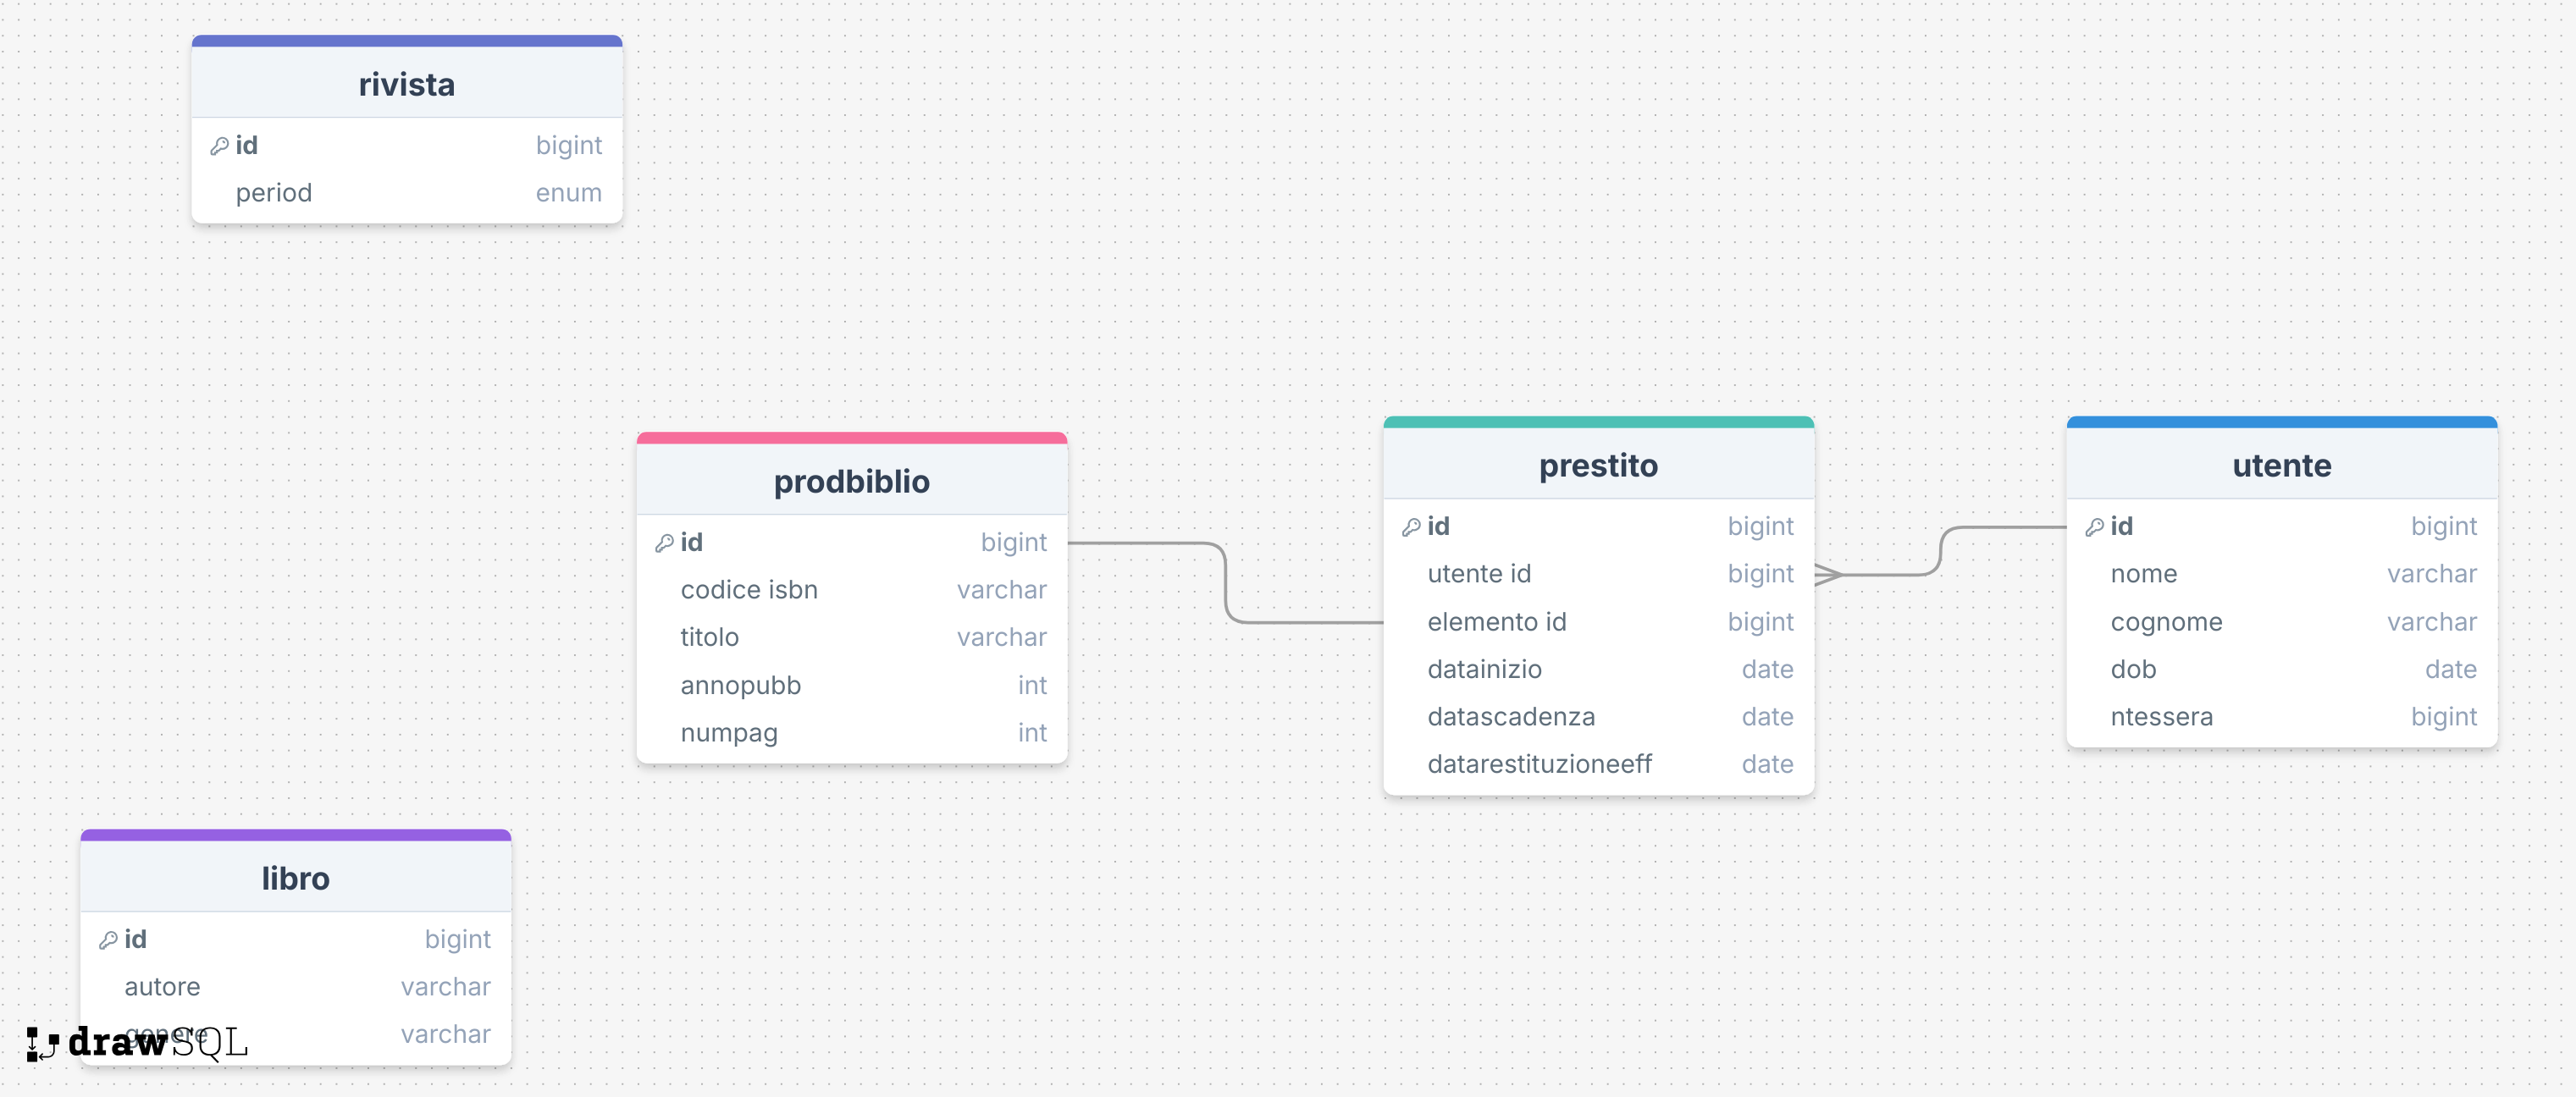 rivista
id bigint
period enum
prodbiblio
id bigint
codice isbn varchar
titolo varchar
annopubb int
numpag int
prestito
id bigint
utente id bigint
elemento id bigint
datainizio date
datascadenza date
datarestituzioneeff date
utente
id bigint
nome varchar
cognome varchar
dob date
ntessera bigint
libro
id bigint
autore varchar
genere varchar
drawSQL